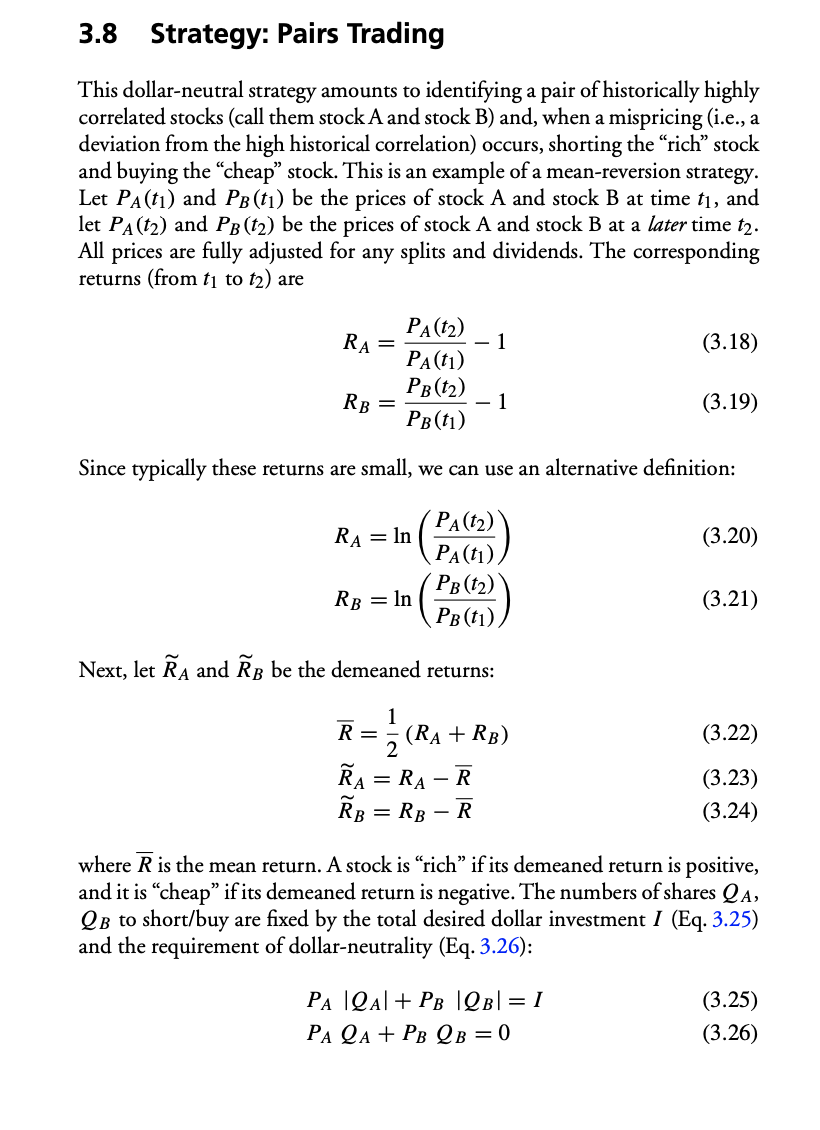 3.8 Strategy: Pairs Trading
This dollar-neutral strategy amounts to identifying a pair of historically highly
correlated stocks (call them stock A and stock B) and, when a mispricing (i.e., a
deviation from the high historical correlation) occurs, shorting the “rich” stock
and buying the “cheap” stock. This is an example of a mean-reversion strategy.
Let P_A(t_1) and P_B(t_1) be the prices of stock A and stock B at time t_1, and
let P_A(t_2) and P_B(t_2) be the prices of stock A and stock B at a later time t_2.
All prices are fully adjusted for any splits and dividends. The corresponding
returns (from t_1 to t_2) are
R_A = \frac{P_A(t_2)}{P_A(t_1)} − 1 (3.18)
R_B = \frac{P_B(t_2)}{P_B(t_1)} − 1 (3.19)
Since typically these returns are small, we can use an alternative definition:
R_A = \ln\left(\frac{P_A(t_2)}{P_A(t_1)}\right) (3.20)
R_B = \ln\left(\frac{P_B(t_2)}{P_B(t_1)}\right) (3.21)
Next, let \widetilde{R}_A and \widetilde{R}_B be the demeaned returns:
\overline{R} = \frac{1}{2} (R_A + R_B) (3.22)
\widetilde{R}_A = R_A − \overline{R} (3.23)
\widetilde{R}_B = R_B − \overline{R} (3.24)
where \overline{R} is the mean return. A stock is “rich” if its demeaned return is positive,
and it is “cheap” if its demeaned return is negative. The numbers of shares Q_A,
Q_B to short/buy are fixed by the total desired dollar investment I (Eq. 3.25)
and the requirement of dollar-neutrality (Eq. 3.26):
P_A |Q_A| + P_B |Q_B| = I (3.25)
P_A Q_A + P_B Q_B = 0 (3.26)